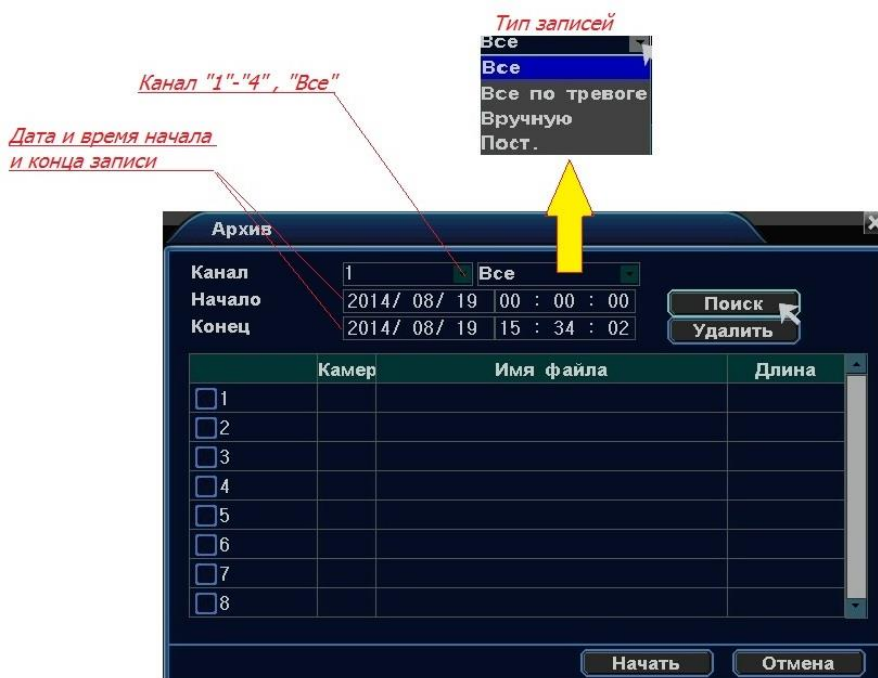 Тип записей
Все
Все
Все по тревоге
Вручную
Пост.
Канал "1"-"4" , "Все"
Дата и время начала
и конца записи
Архив
Канал 1 Все
Начало 2014/ 08/ 19 00 : 00 : 00 Поиск
Конец 2014/ 08/ 19 15 : 34 : 02 Удалить
Камер Имя файла Длина
1
2
3
4
5
6
7
8
Начать Отмена